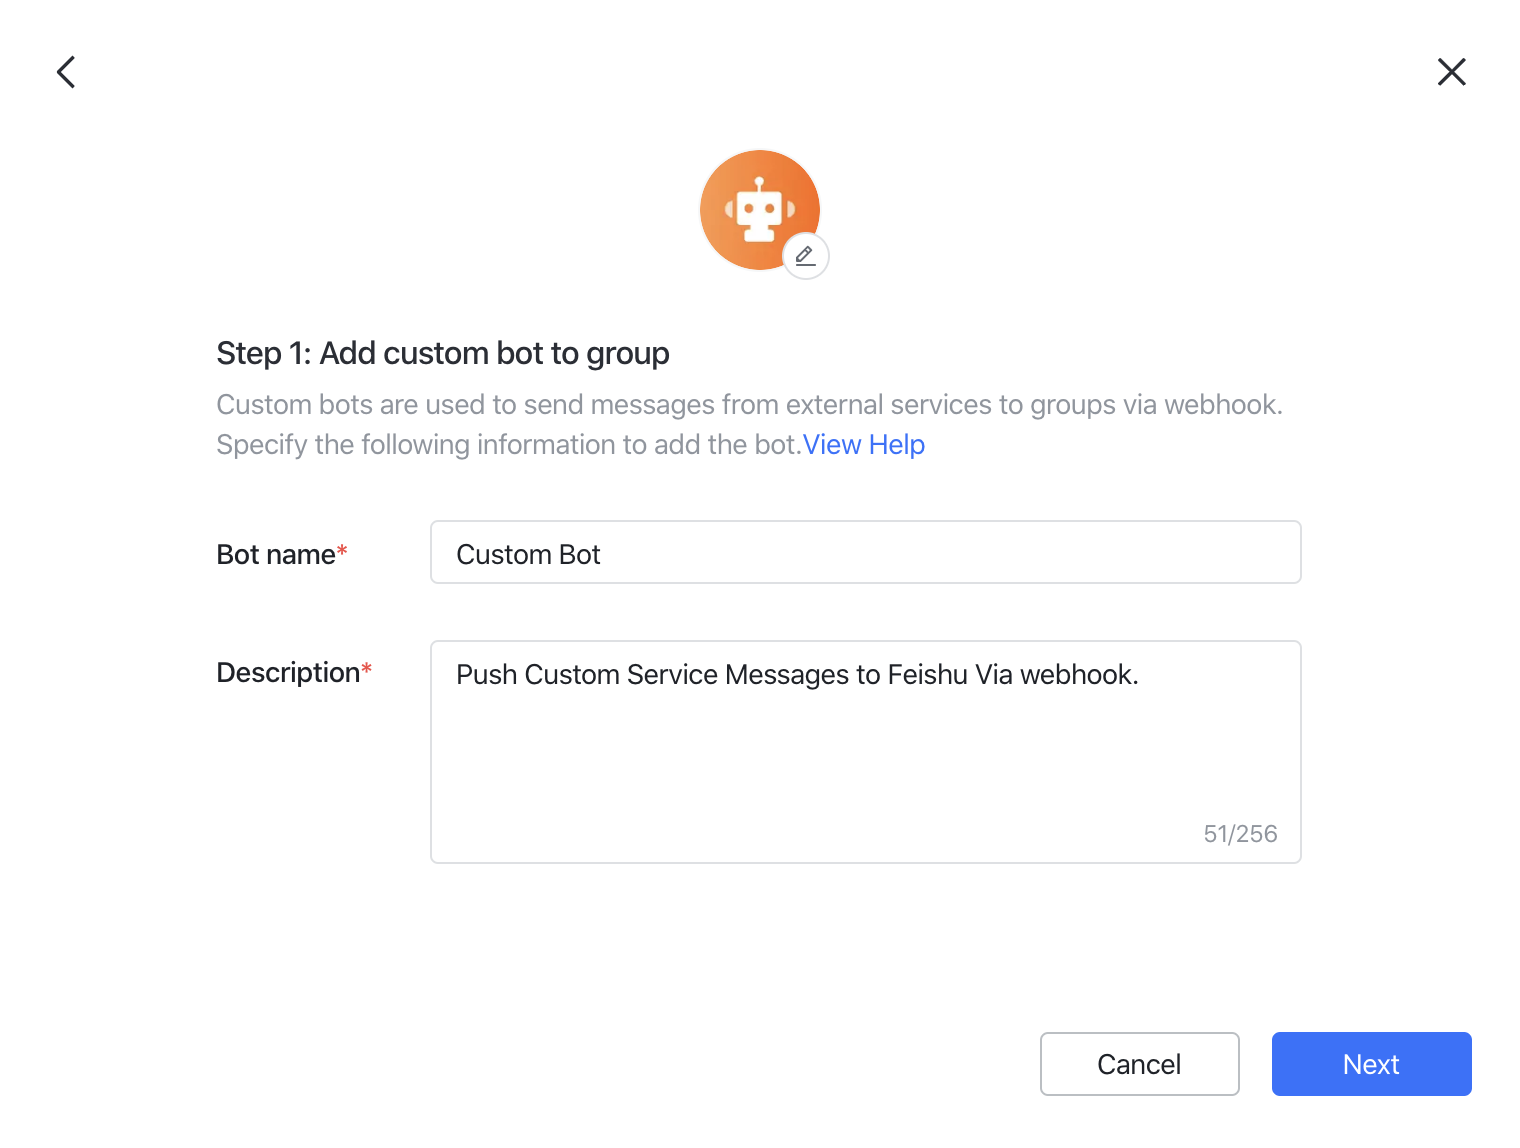 Step 1: Add custom bot to group
Custom bots are used to send messages from external services to groups via webhook.
Specify the following information to add the bot.View Help
Bot name*
Custom Bot
Description*
Push Custom Service Messages to Feishu Via webhook.
51/256
Cancel
Next